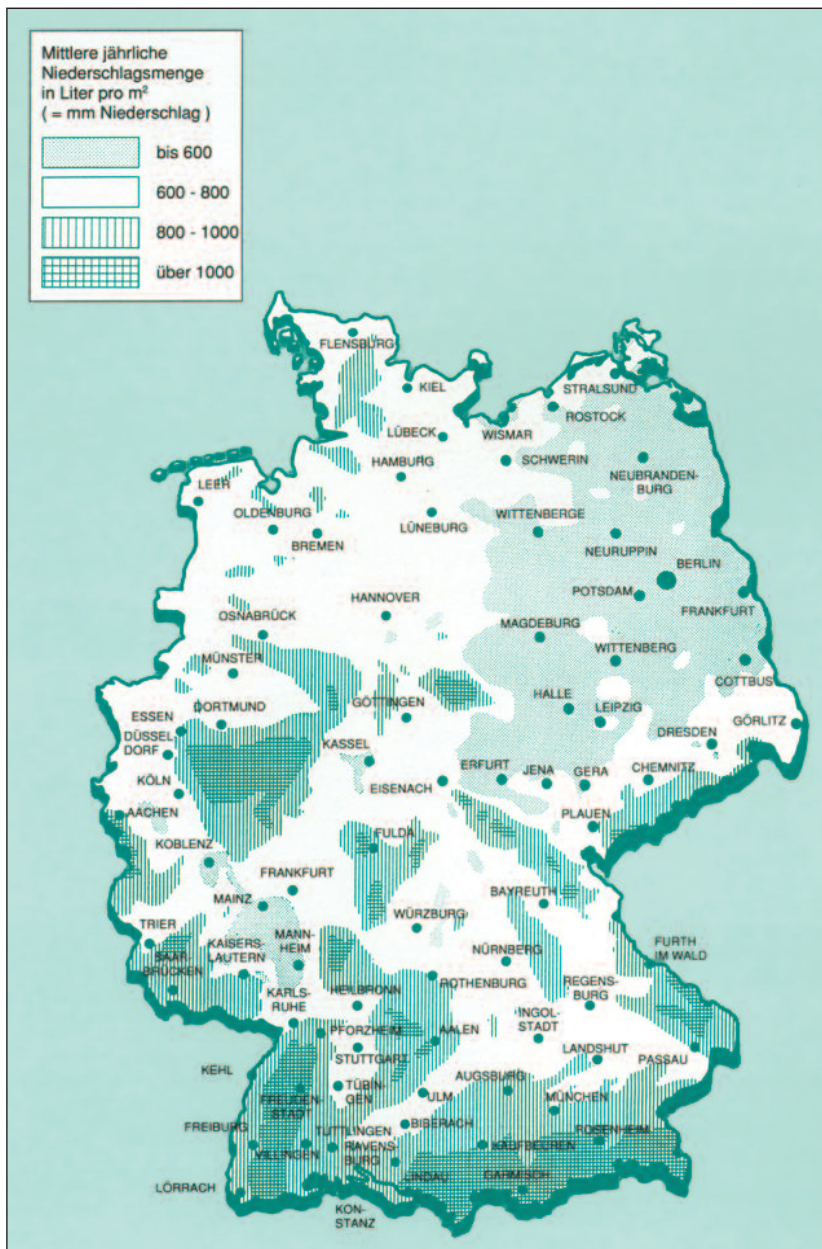 Mittlere jährliche
Niederschlagsmenge
in Liter pro m²
( = mm Niederschlag )
bis 600
600 - 800
800 - 1000
über 1000
FLENSBURG
KIEL
STRALSUND
ROSTOCK
LÜBECK
WISMAR
HAMBURG
SCHWERIN
NEUBRANDEN-
BURG
LEER
OLDENBURG
LÜNEBURG
WITTENBERGE
BREMEN
NEURUPPIN
BERLIN
HANNOVER
POTSDAM
FRANKFURT
OSNABRÜCK
MAGDEBURG
MÜNSTER
WITTENBERG
COTTBUS
DORTMUND
GÖTTINGEN
HALLE
LEIPZIG
ESSEN
GÖRLITZ
DÜSSEL
DORF
DRESDEN
KASSEL
KÖLN
EISENACH
ERFURT
JENA
GERA
CHEMNITZ
AACHEN
PLAUEN
KOBLENZ
FULDA
FRANKFURT
BAYREUTH
MAINZ
WÜRZBURG
TRIER
MANN-
HEIM
KAISERS-
LAUTERN
NÜRNBERG
FURTH
IM WALD
SAAR-
BRÜCKEN
ROTHENBURG
REGENS-
BURG
KARLS-
RUHE
HEILBRONN
INGOL-
STADT
PFORZHEIM
AALEN
STUTTGART
LANDSHUT
PASSAU
KEHL
TÜBIN-
GEN
ULM
AUGSBURG
FREUDEN-
STADT
MÜNCHEN
FREIBURG
TUTTLINGEN
BISERACH
VILLINGEN
RAVENS-
BURG
KAUFBEUREN
ROSENHEIM
LÖRRACH
LINDAU
GARMISCH
KON-
STANZ